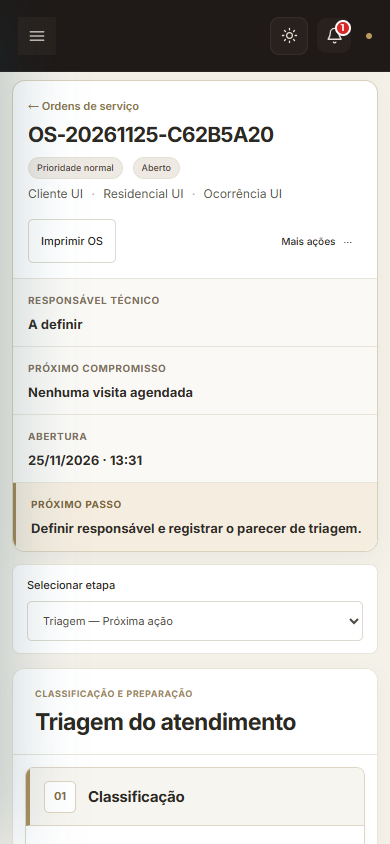 1
← Ordens de serviço
OS-20261125-C62B5A20
Prioridade normal Aberto
Cliente UI · Residencial UI · Ocorrência UI
Imprimir OS Mais ações ···
RESPONSÁVEL TÉCNICO
A definir
PRÓXIMO COMPROMISSO
Nenhuma visita agendada
ABERTURA
25/11/2026 · 13:31
PRÓXIMO PASSO
Definir responsável e registrar o parecer de triagem.
Selecionar etapa
Triagem — Próxima ação
CLASSIFICAÇÃO E PREPARAÇÃO
Triagem do atendimento
01 Classificação